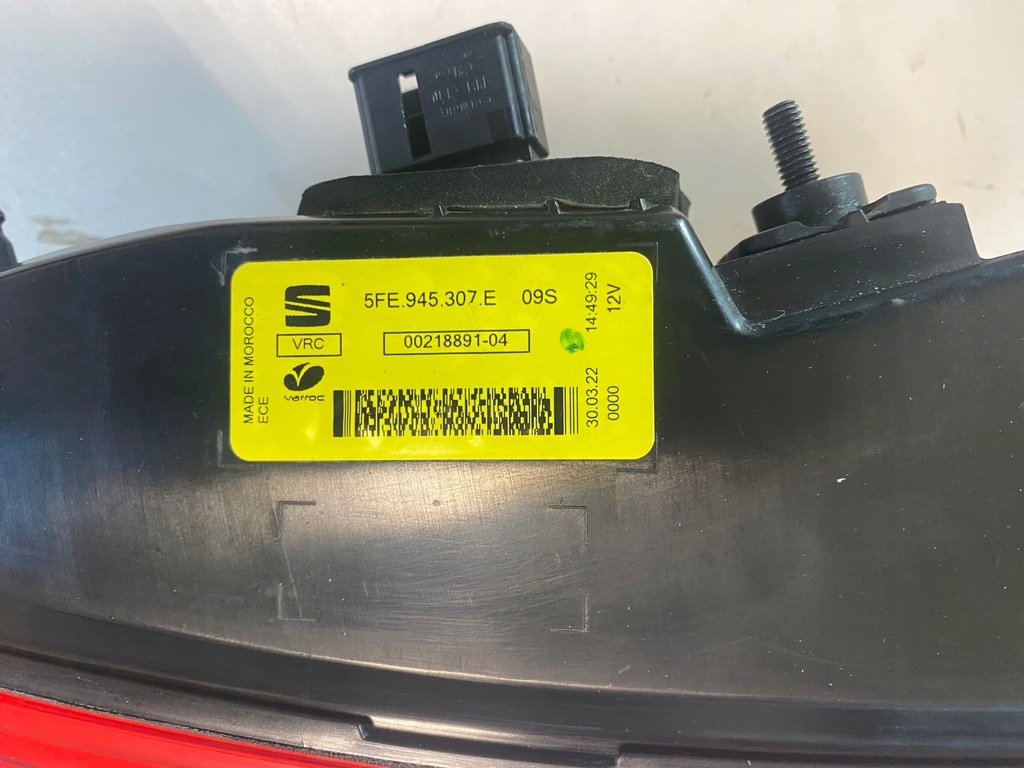 5FE.945.307.E 09S
VRC
00218891-04
varroc
MADE IN MOROCCO
ECE
30.03.22 14:49:29
0000 12V